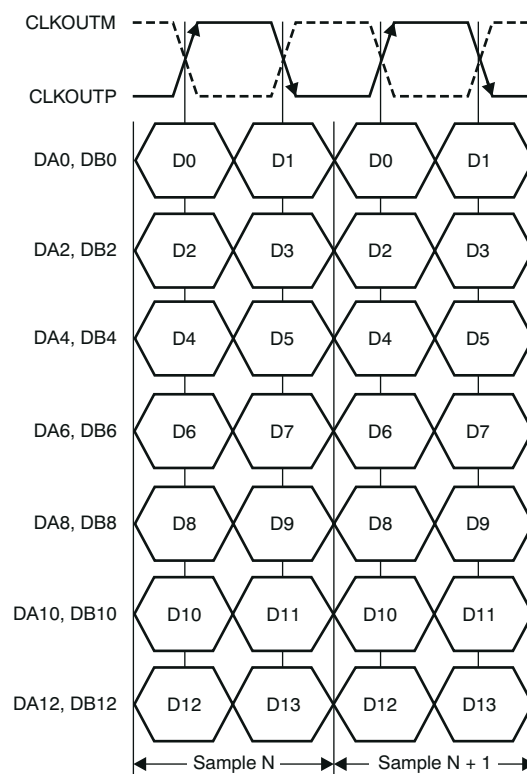 CLKOUTM
CLKOUTP
DA0, DB0 D0 D1 D0 D1
DA2, DB2 D2 D3 D2 D3
DA4, DB4 D4 D5 D4 D5
DA6, DB6 D6 D7 D6 D7
DA8, DB8 D8 D9 D8 D9
DA10, DB10 D10 D11 D10 D11
DA12, DB12 D12 D13 D12 D13
Sample N Sample N + 1